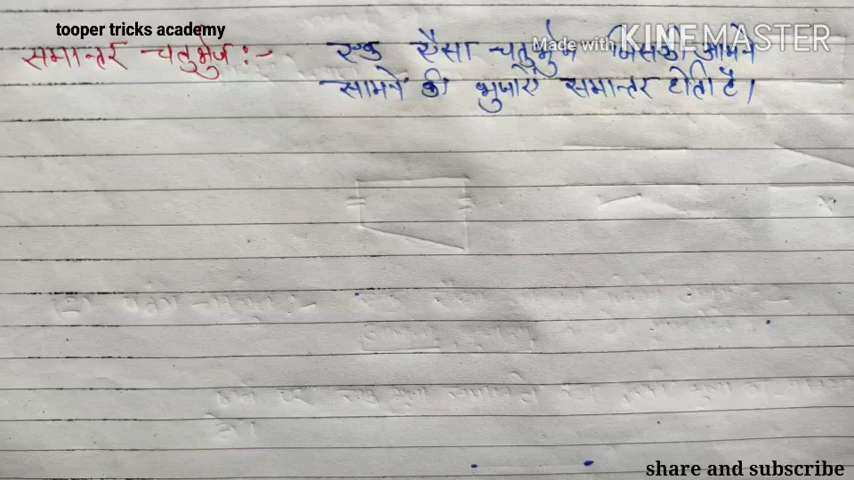 tooper tricks academy
Made with KINEMASTER
समान्तर चतुर्भुज :- एक ऐसा चतुर्भुज जिसकी आमने
सामने की भुजाएँ समान्तर होती है।
share and subscribe